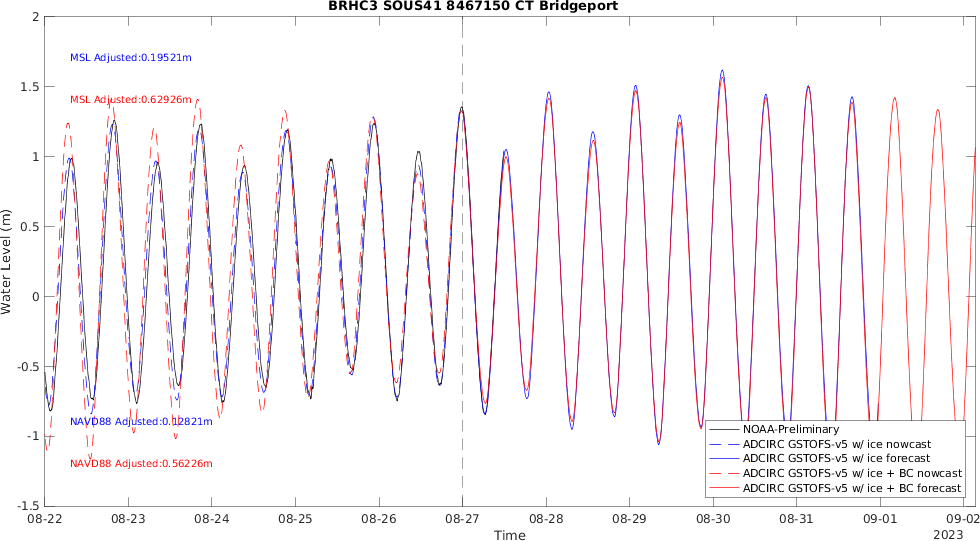 BRHC3 SOUS41 8467150 CT Bridgeport
2
1.5
1
0.5
0
-0.5
-1
-1.5
Water Level (m)
MSL Adjusted:0.19521m
MSL Adjusted:0.62926m
NAVD88 Adjusted:0.12821m
NAVD88 Adjusted:0.56226m
NOAA-Preliminary
ADCIRC GSTOFS-v5 w/ ice nowcast
ADCIRC GSTOFS-v5 w/ ice forecast
ADCIRC GSTOFS-v5 w/ ice + BC nowcast
ADCIRC GSTOFS-v5 w/ ice + BC forecast
08-22 08-23 08-24 08-25 08-26 08-27 08-28 08-29 08-30 08-31 09-01 09-02
Time
2023